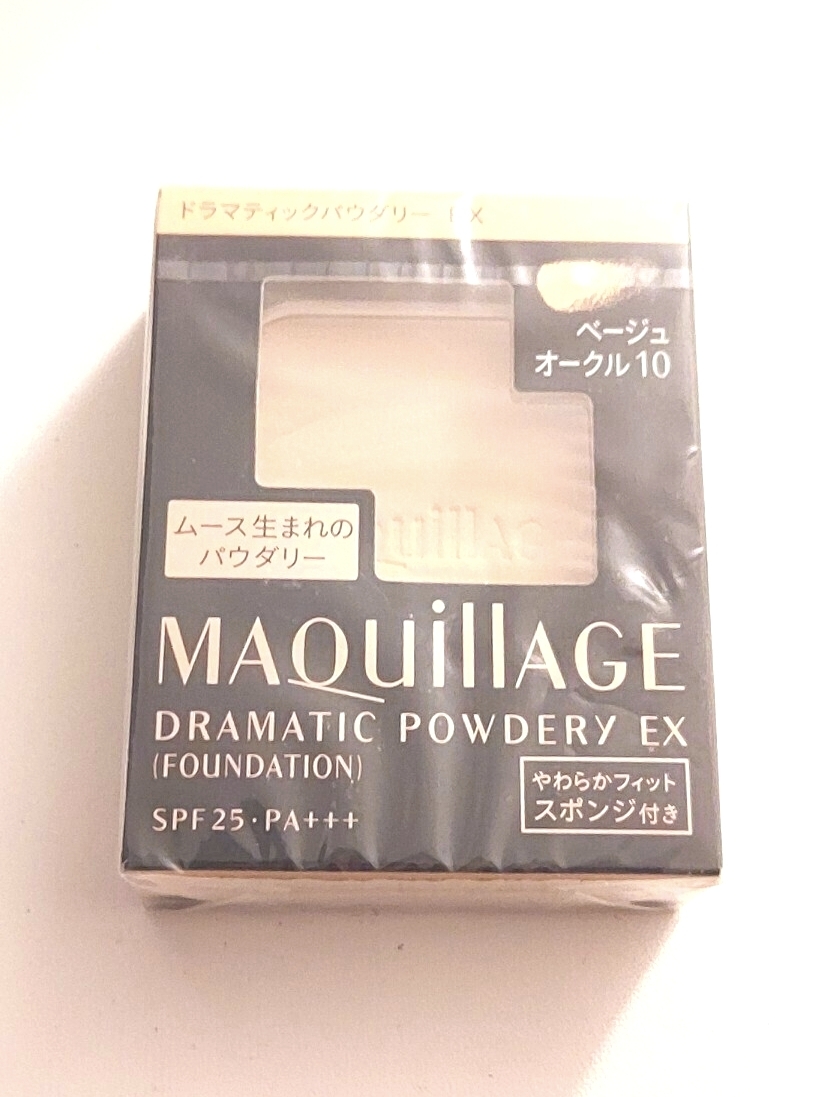 ドラマティックパウダリー EX
ベージュ
オークル10
ムース生まれの
パウダリー
MAQuillAGE
DRAMATIC POWDERY EX
(FOUNDATION)
SPF25・PA+++
やわらかフィット
スポンジ付き